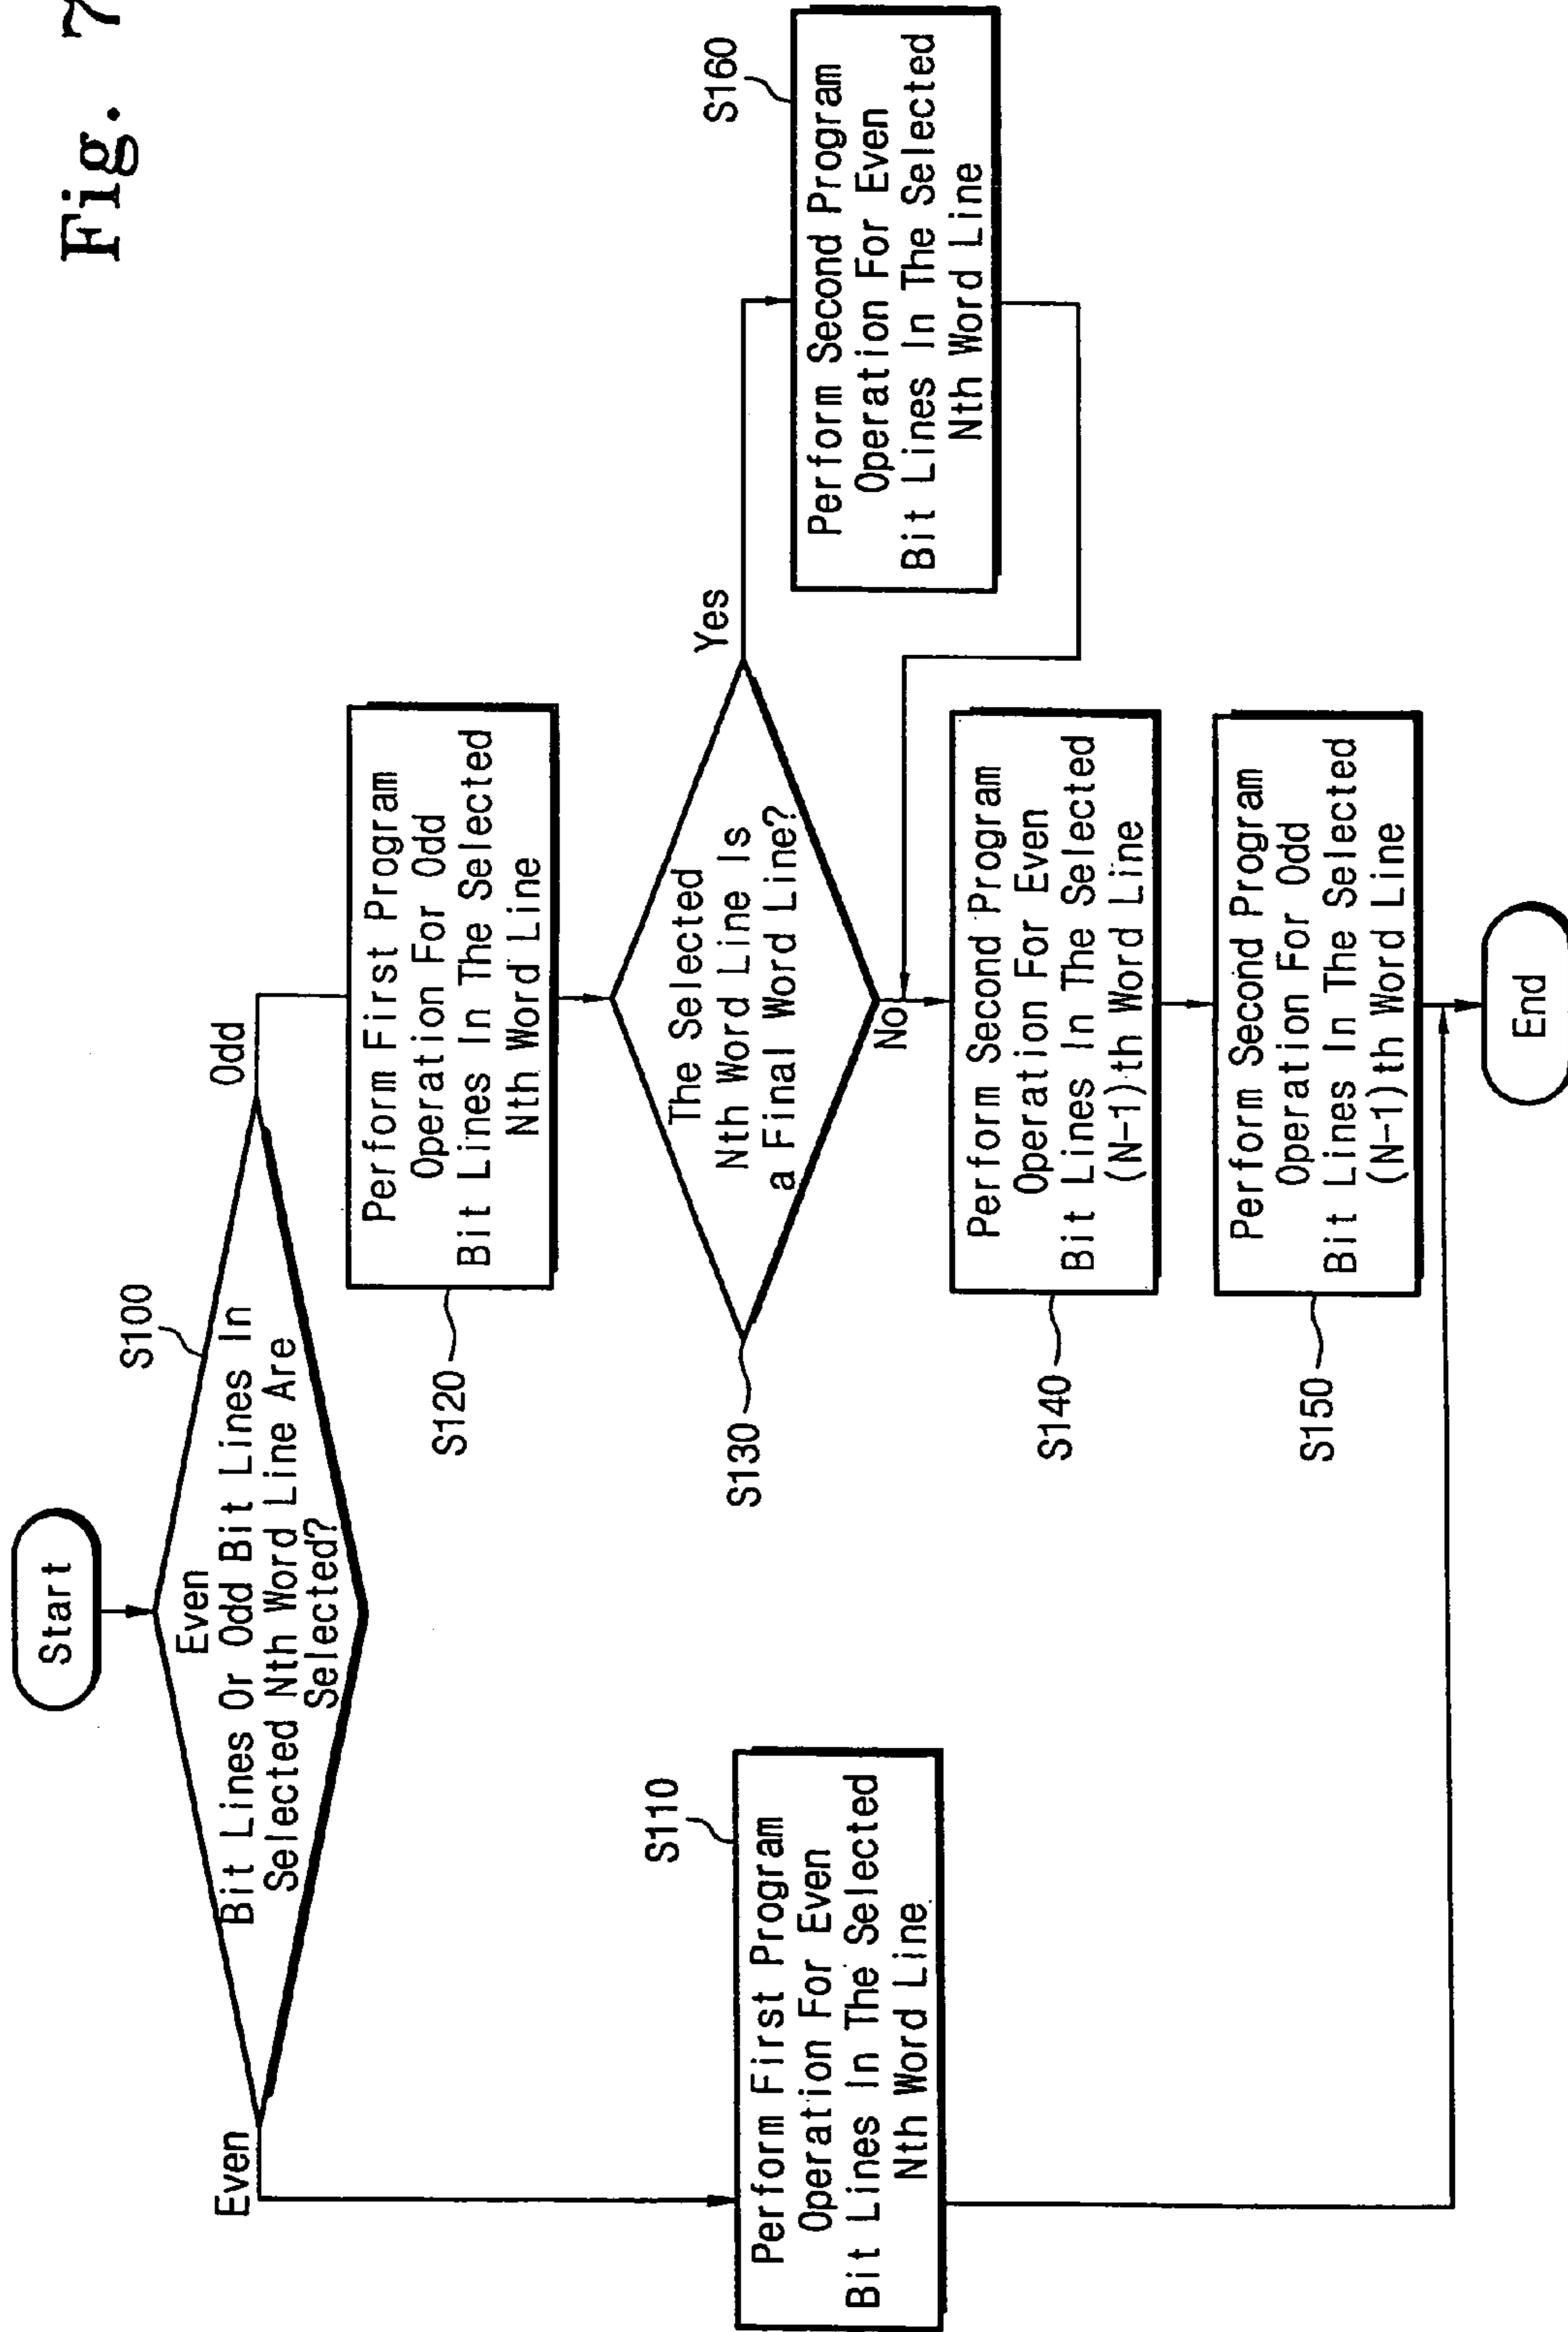 Fig. 7
Start
S100
Even
Bit Lines Or Odd Bit Lines In
Selected Nth Word Line Are
Selected?
Even
Odd
S110
Perform First Program
Operation For Even
Bit Lines In The Selected
Nth Word Line
S120
Perform First Program
Operation For Odd
Bit Lines In The Selected
Nth Word Line
S130
The Selected
Nth Word Line Is
a Final Word Line?
Yes
No
S160
Perform Second Program
Operation For Even
Bit Lines In The Selected
Nth Word Line
S140
Perform Second Program
Operation For Even
Bit Lines In The Selected
(N-1)th Word Line
S150
Perform Second Program
Operation For Odd
Bit Lines In The Selected
(N-1)th Word Line
End